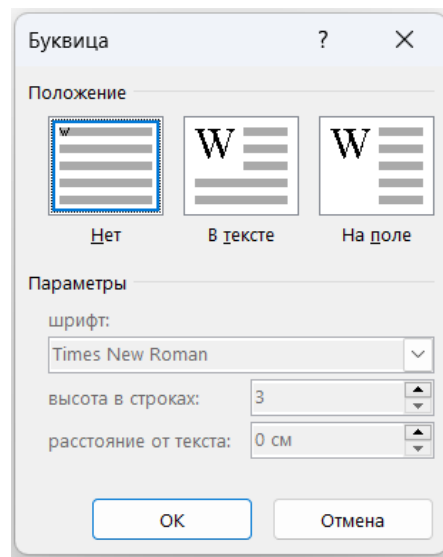 Буквица ?
Положение
W W W
Нет В тексте На поле
Параметры
шрифт:
Times New Roman
высота в строках: 3
расстояние от текста: 0 см
ОК Отмена